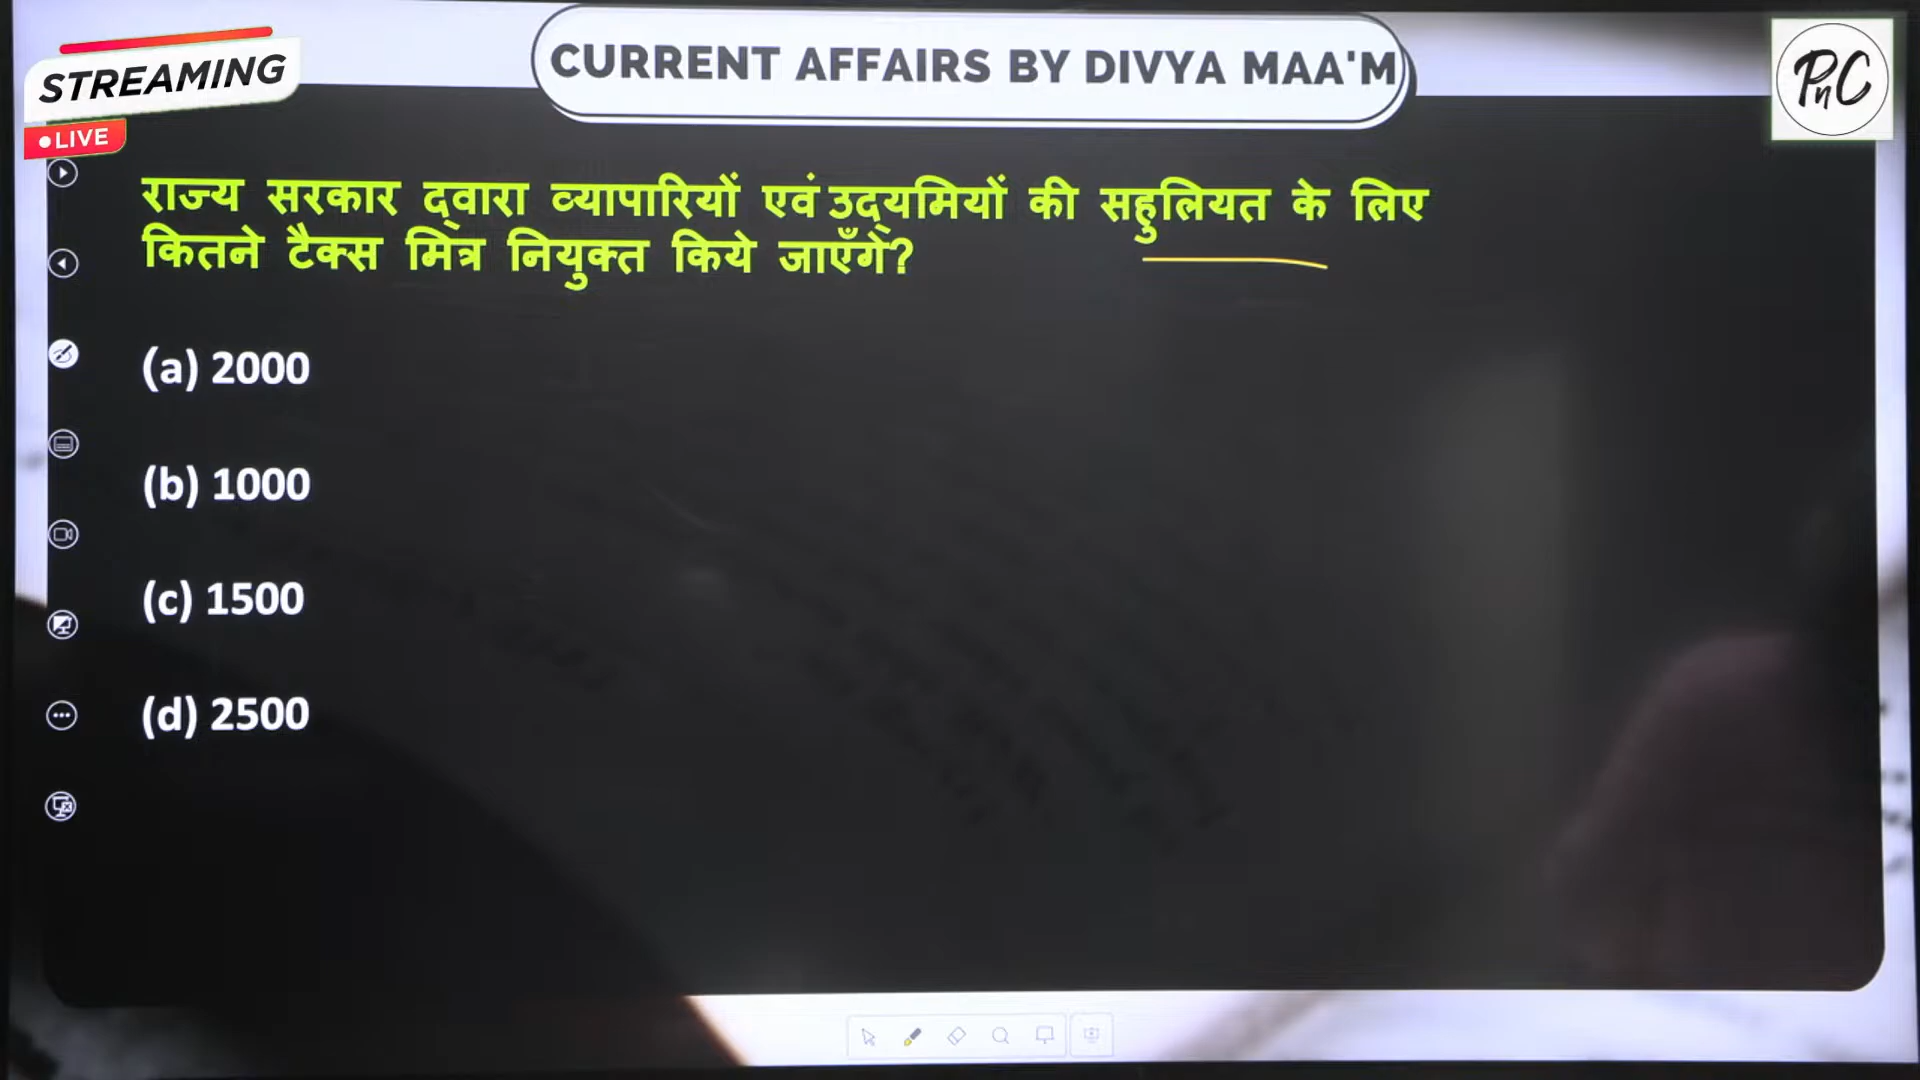 STREAMING
LIVE
CURRENT AFFAIRS BY DIVYA MAA'M
PnC
राज्य सरकार द्वारा व्यापारियों एवं उद्यमियों की सहुलियत के लिए
कितने टैक्स मित्र नियुक्त किये जाएँगे?
(a) 2000
(b) 1000
(c) 1500
(d) 2500